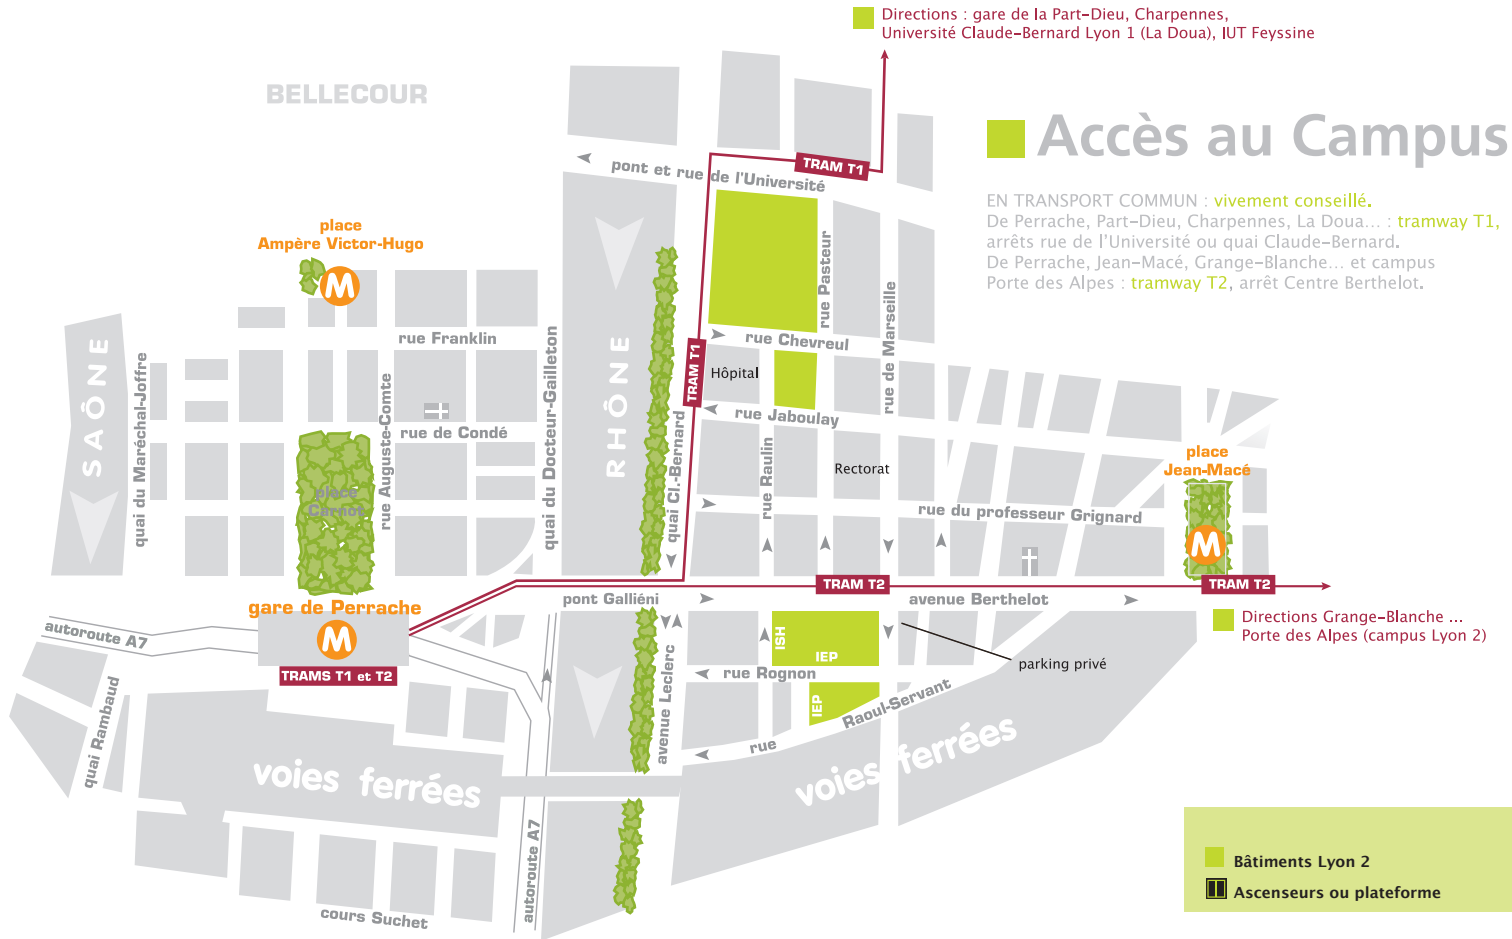 Directions : gare de la Part-Dieu, Charpennes,
Université Claude-Bernard Lyon 1 (La Doua), IUT Feyssine
BELLECOUR
Accès au Campus
TRAM T1
pont et rue de l'Université
EN TRANSPORT COMMUN : vivement conseillé.
De Perrache, Part-Dieu, Charpennes, La Doua... : tramway T1,
arrêts rue de l'Université ou quai Claude-Bernard.
De Perrache, Jean-Macé, Grange-Blanche... et campus
Porte des Alpes : tramway T2, arrêt Centre Berthelot.
place
Ampère Victor-Hugo
M
rue Pasteur
rue de Marseille
rue Franklin
rue Chevreul
SAÔNE
quai du Maréchal-Joffre
rue Auguste-Comte
quai du Docteur-Gailleton
RHÔNE
TRAM T1
Hôpital
rue Jaboulay
rue de Condé
quai Cl.-Bernard
rue Raulin
Rectorat
place
Jean-Macé
place
Carnot
rue du professeur Grignard
M
TRAM T2
TRAM T2
gare de Perrache
pont Galliéni
avenue Berthelot
autoroute A7
M
TRAMS T1 et T2
Directions Grange-Blanche ...
Porte des Alpes (campus Lyon 2)
ISH
IEP
parking privé
rue Rognon
avenue Leclerc
IEP
rue Raoul-Servant
quai Rambaud
voies ferrées
voies ferrées
autoroute A7
cours Suchet
Bâtiments Lyon 2
Ascenseurs ou plateforme